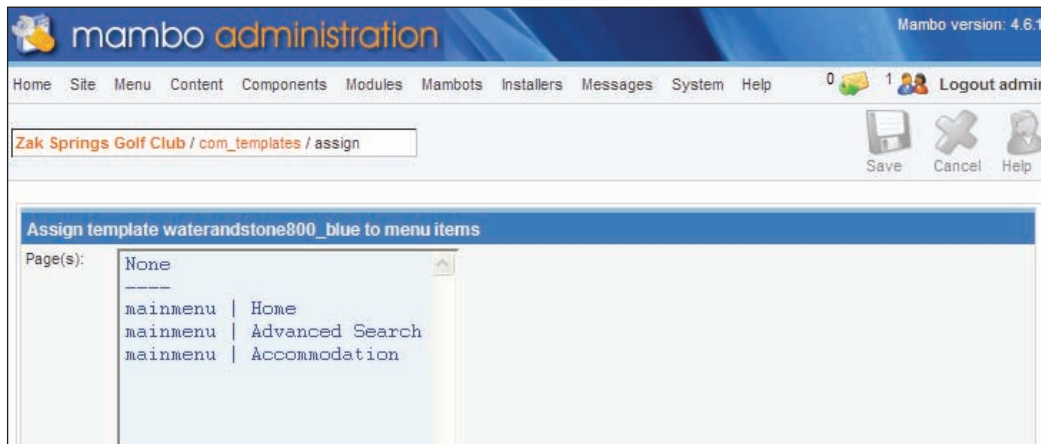 mambo administration
Mambo version: 4.6.1
Home Site Menu Content Components Modules Mambots Installers Messages System Help 0 1 Logout admin
Zak Springs Golf Club / com_templates / assign
Save Cancel Help
Assign template waterandstone800_blue to menu items
Page(s):
None
----
mainmenu | Home
mainmenu | Advanced Search
mainmenu | Accommodation